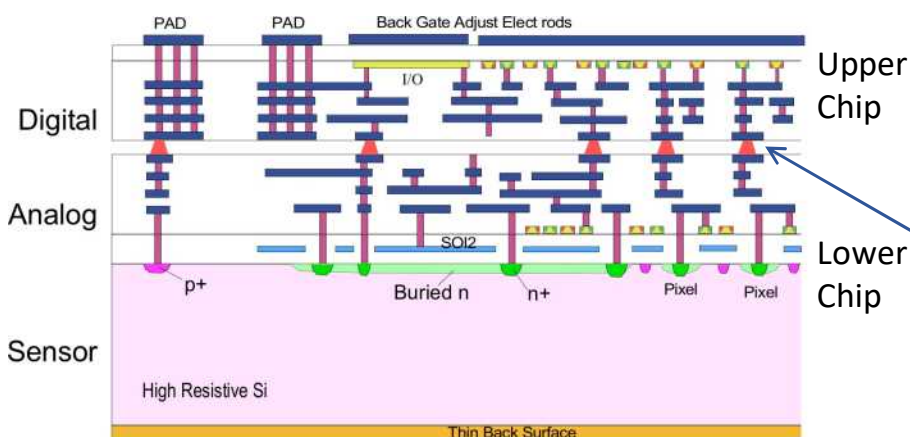 PAD
PAD
Back Gate Adjust Elect rods
I/O
Upper
Chip
Digital
Analog
SOI2
Lower
Chip
p+
Buried n
n+
Pixel
Pixel
Sensor
High Resistive Si
Thin Back Surface